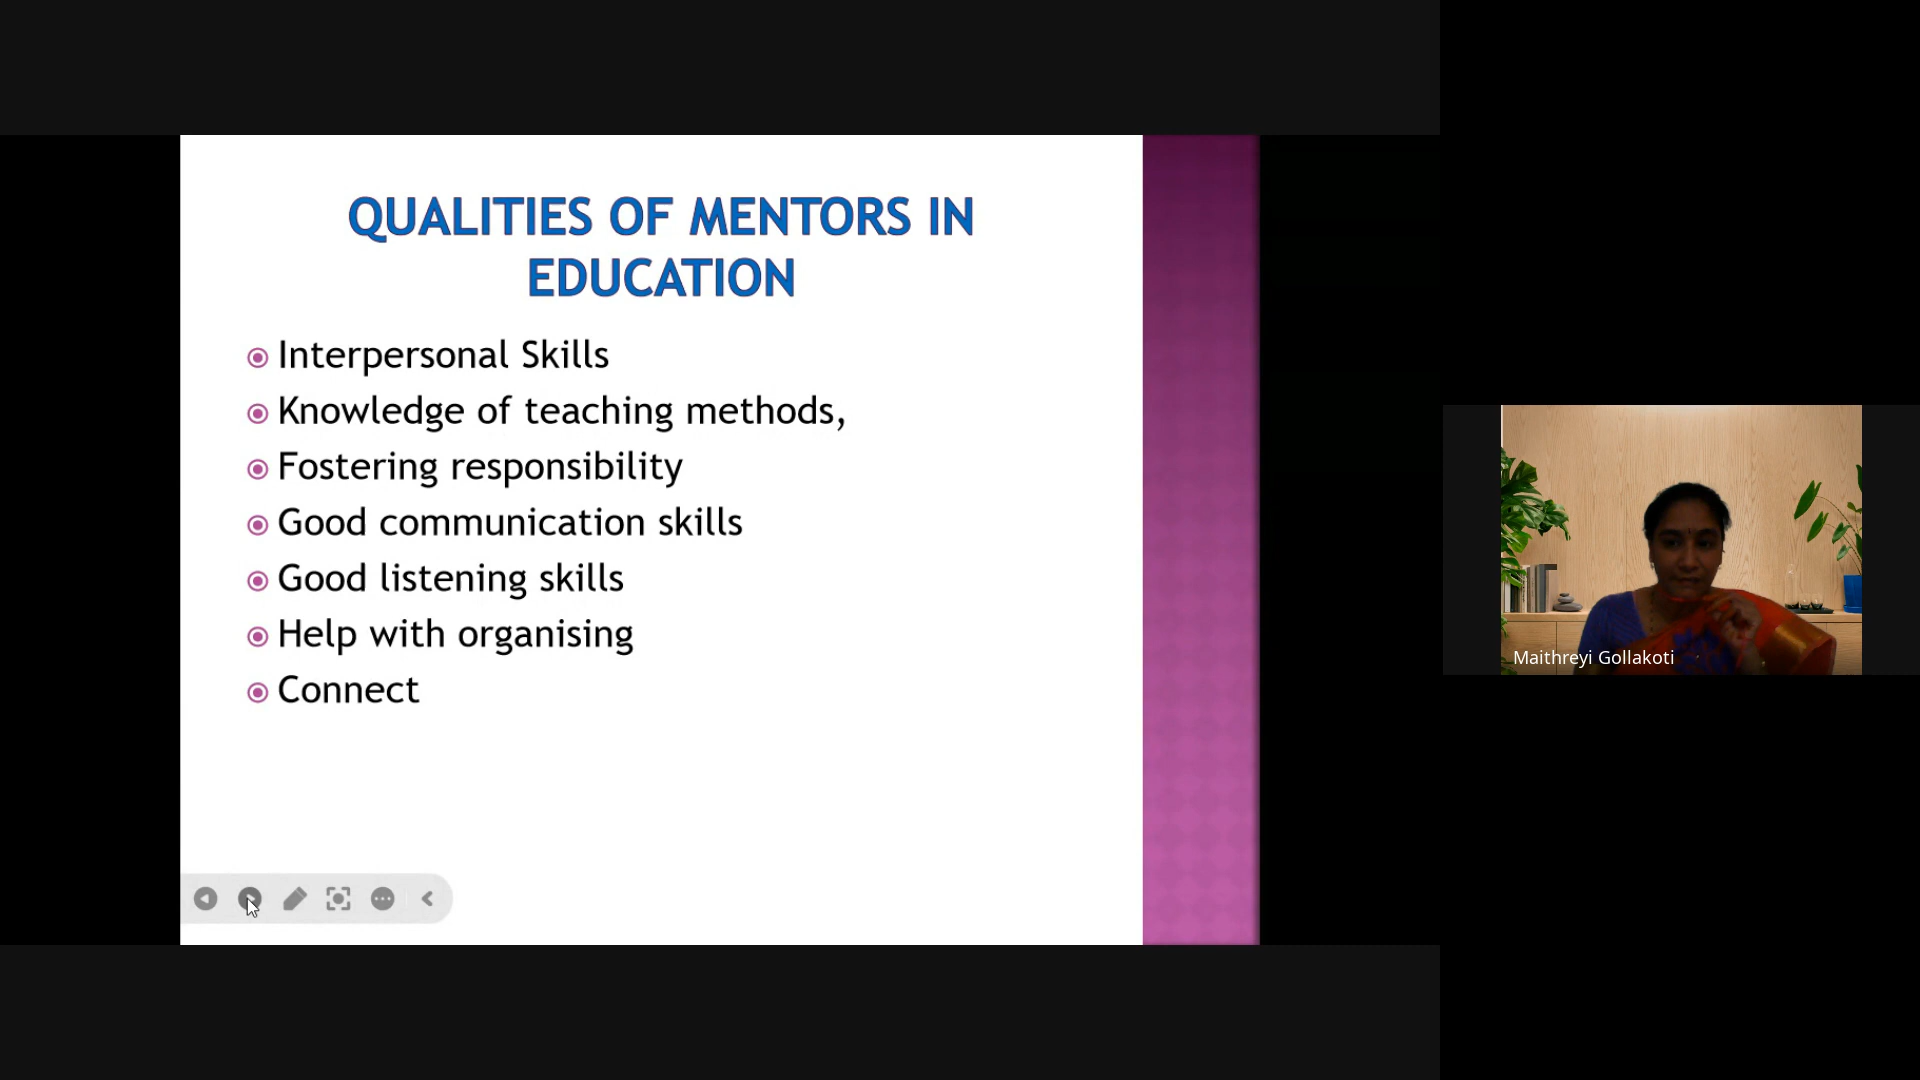 QUALITIES OF MENTORS IN
EDUCATION
Interpersonal Skills
Knowledge of teaching methods,
Fostering responsibility
Good communication skills
Good listening skills
Help with organising
Connect
Maithreyi Gollakoti